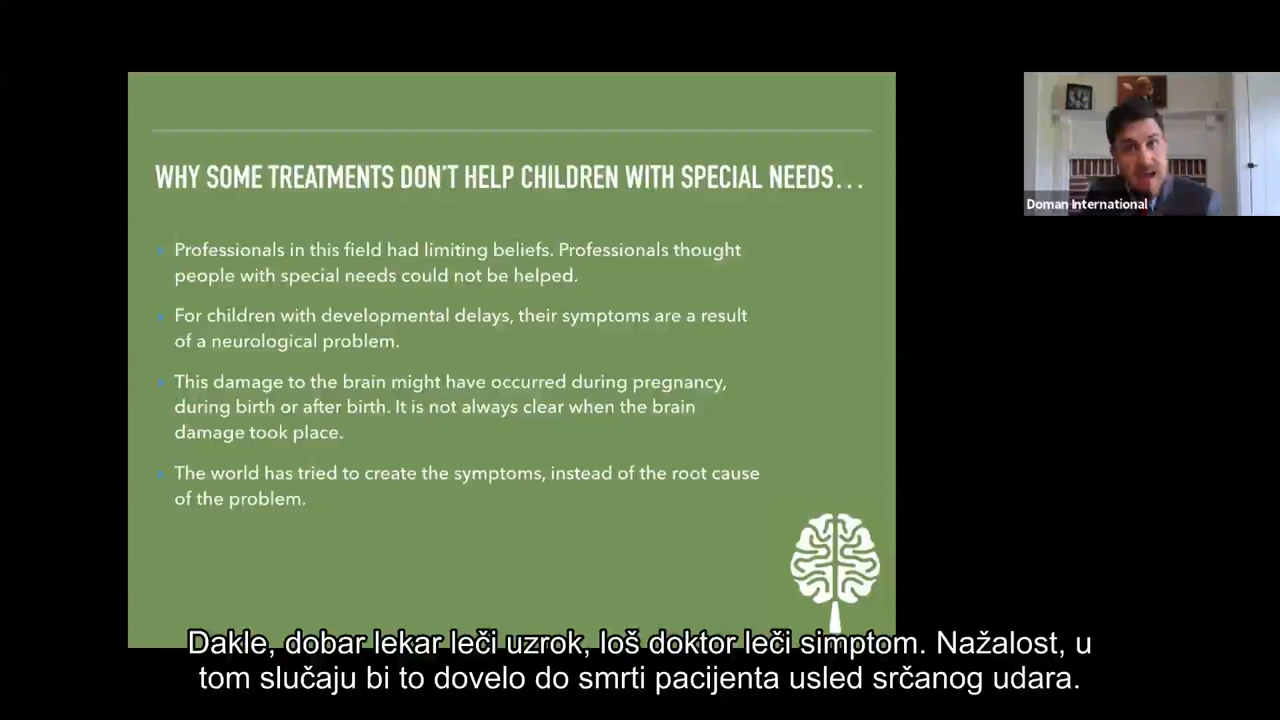 WHY SOME TREATMENTS DON'T HELP CHILDREN WITH SPECIAL NEEDS...
Professionals in this field had limiting beliefs. Professionals thought
people with special needs could not be helped.
For children with developmental delays, their symptoms are a result
of a neurological problem.
This damage to the brain might have occurred during pregnancy,
during birth or after birth. It is not always clear when the brain
damage took place.
The world has tried to create the symptoms, instead of the root cause
of the problem.
Doman International
Dakle, dobar lekar leči uzrok, loš doktor leči simptom. Nažalost, u
tom slučaju bi to dovelo do smrti pacijenta usled srčanog udara.